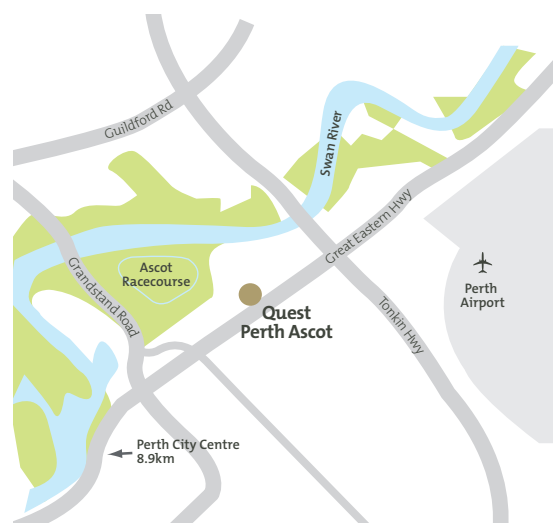 Guildford Rd
Swan River
Great Eastern Hwy
Ascot
Racecourse
Grandstand Road
Perth
Airport
Quest
Perth Ascot
Tonkin Hwy
Perth City Centre
8.9km